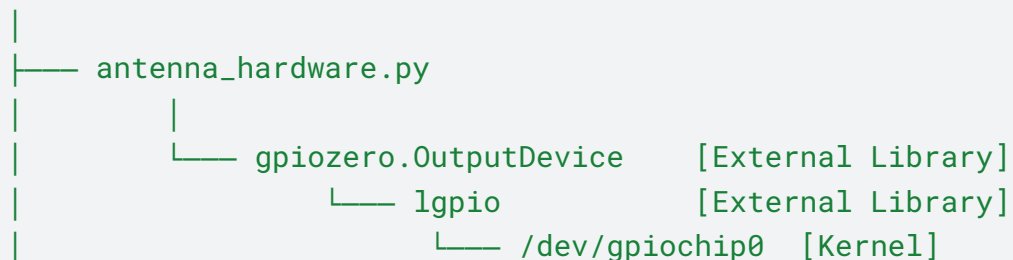 │
├── antenna_hardware.py
│       │
│       └── gpiozero.OutputDevice    [External Library]
│               └── lgpio          [External Library]
│                    └── /dev/gpiochip0  [Kernel]